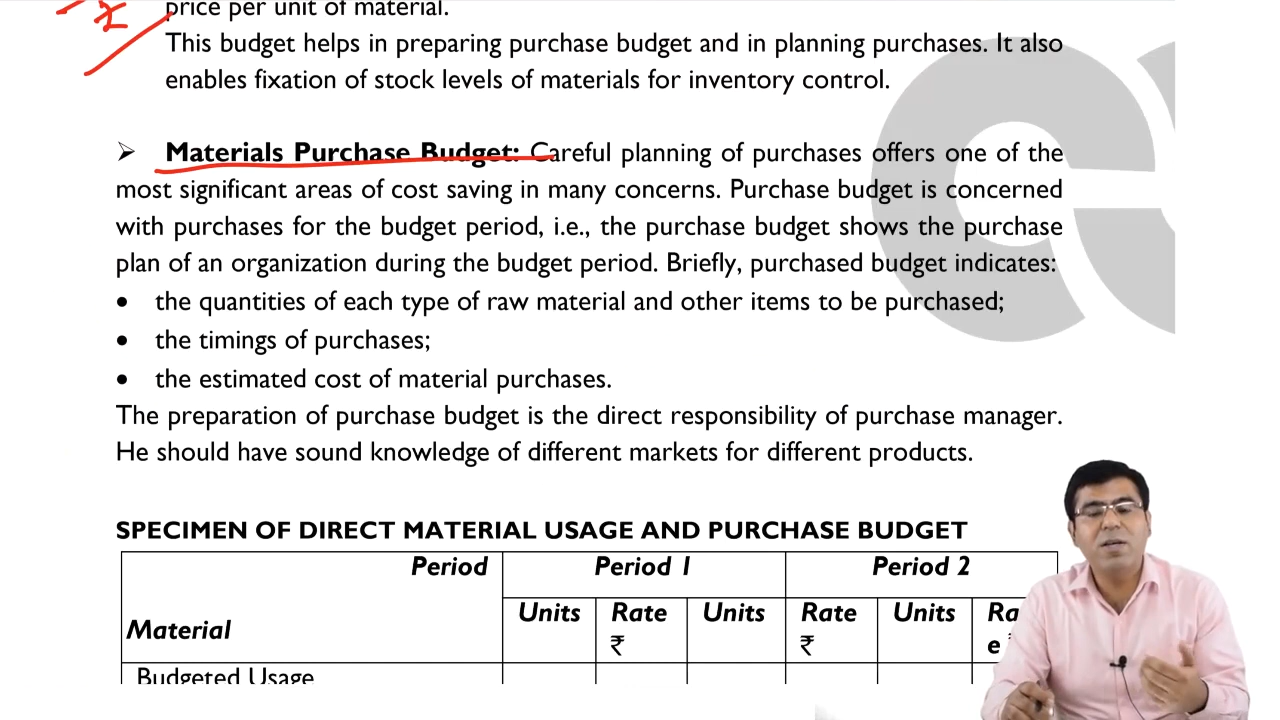 price per unit of material.
This budget helps in preparing purchase budget and in planning purchases. It also
enables fixation of stock levels of materials for inventory control.
➢ Materials Purchase Budget: Careful planning of purchases offers one of the
most significant areas of cost saving in many concerns. Purchase budget is concerned
with purchases for the budget period, i.e., the purchase budget shows the purchase
plan of an organization during the budget period. Briefly, purchased budget indicates:
• the quantities of each type of raw material and other items to be purchased;
• the timings of purchases;
• the estimated cost of material purchases.
The preparation of purchase budget is the direct responsibility of purchase manager.
He should have sound knowledge of different markets for different products.
SPECIMEN OF DIRECT MATERIAL USAGE AND PURCHASE BUDGET
Period Period 1 Period 2
Material Units Rate ₹ Units Rate ₹ Units
Budgeted Usage